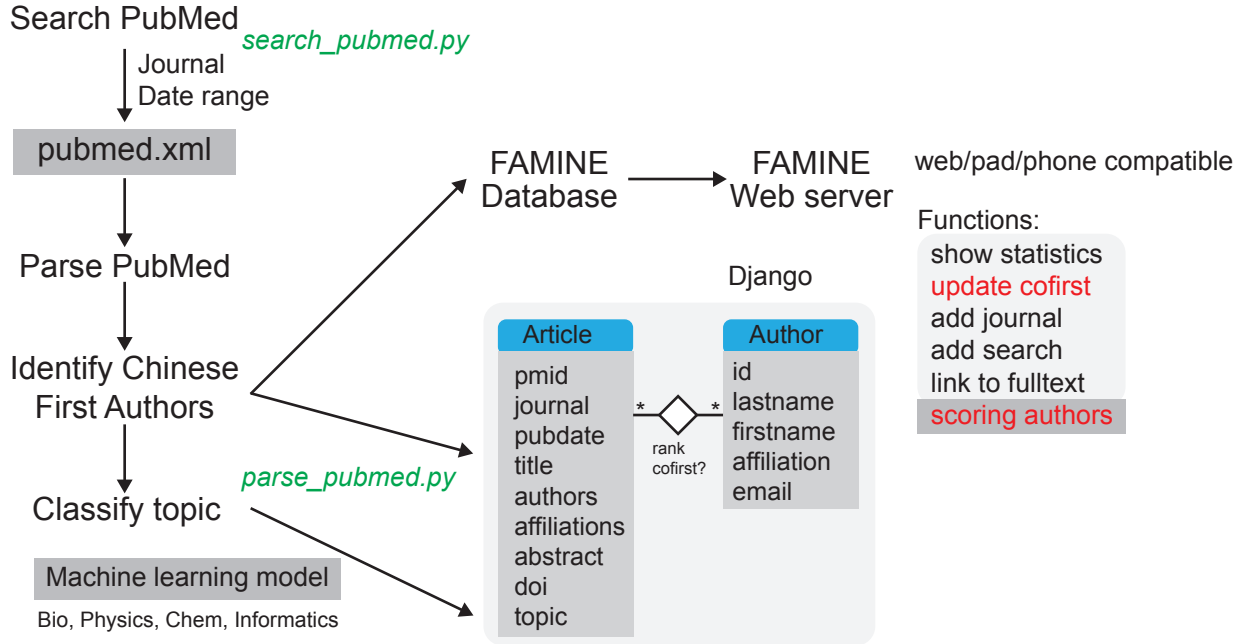 Search PubMed
search_pubmed.py
Journal
Date range
pubmed.xml
Parse PubMed
Identify Chinese
First Authors
parse_pubmed.py
Classify topic
Machine learning model
Bio, Physics, Chem, Informatics
FAMINE
Database
FAMINE
Web server
web/pad/phone compatible
Functions:
show statistics
update cofirst
add journal
add search
link to fulltext
scoring authors
Django
Article
pmid
journal
pubdate
title
authors
affiliations
abstract
doi
topic
* *
rank
cofirst?
Author
id
lastname
firstname
affiliation
email